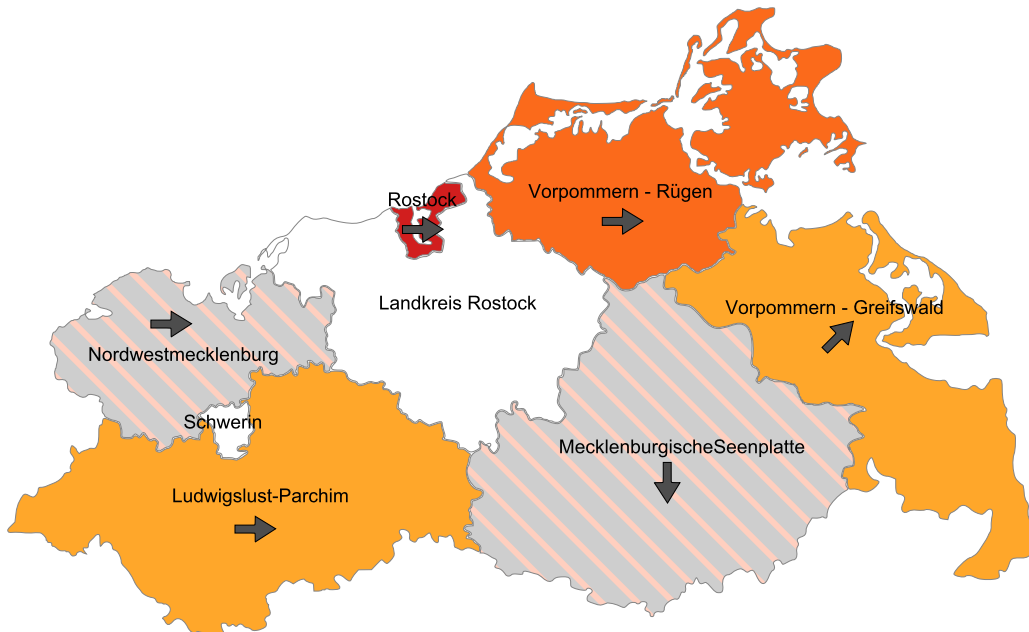 Vorpommern - Rügen
Rostock
Landkreis Rostock
Vorpommern - Greifswald
Nordwestmecklenburg
Schwerin
MecklenburgischeSeenplatte
Ludwigslust-Parchim